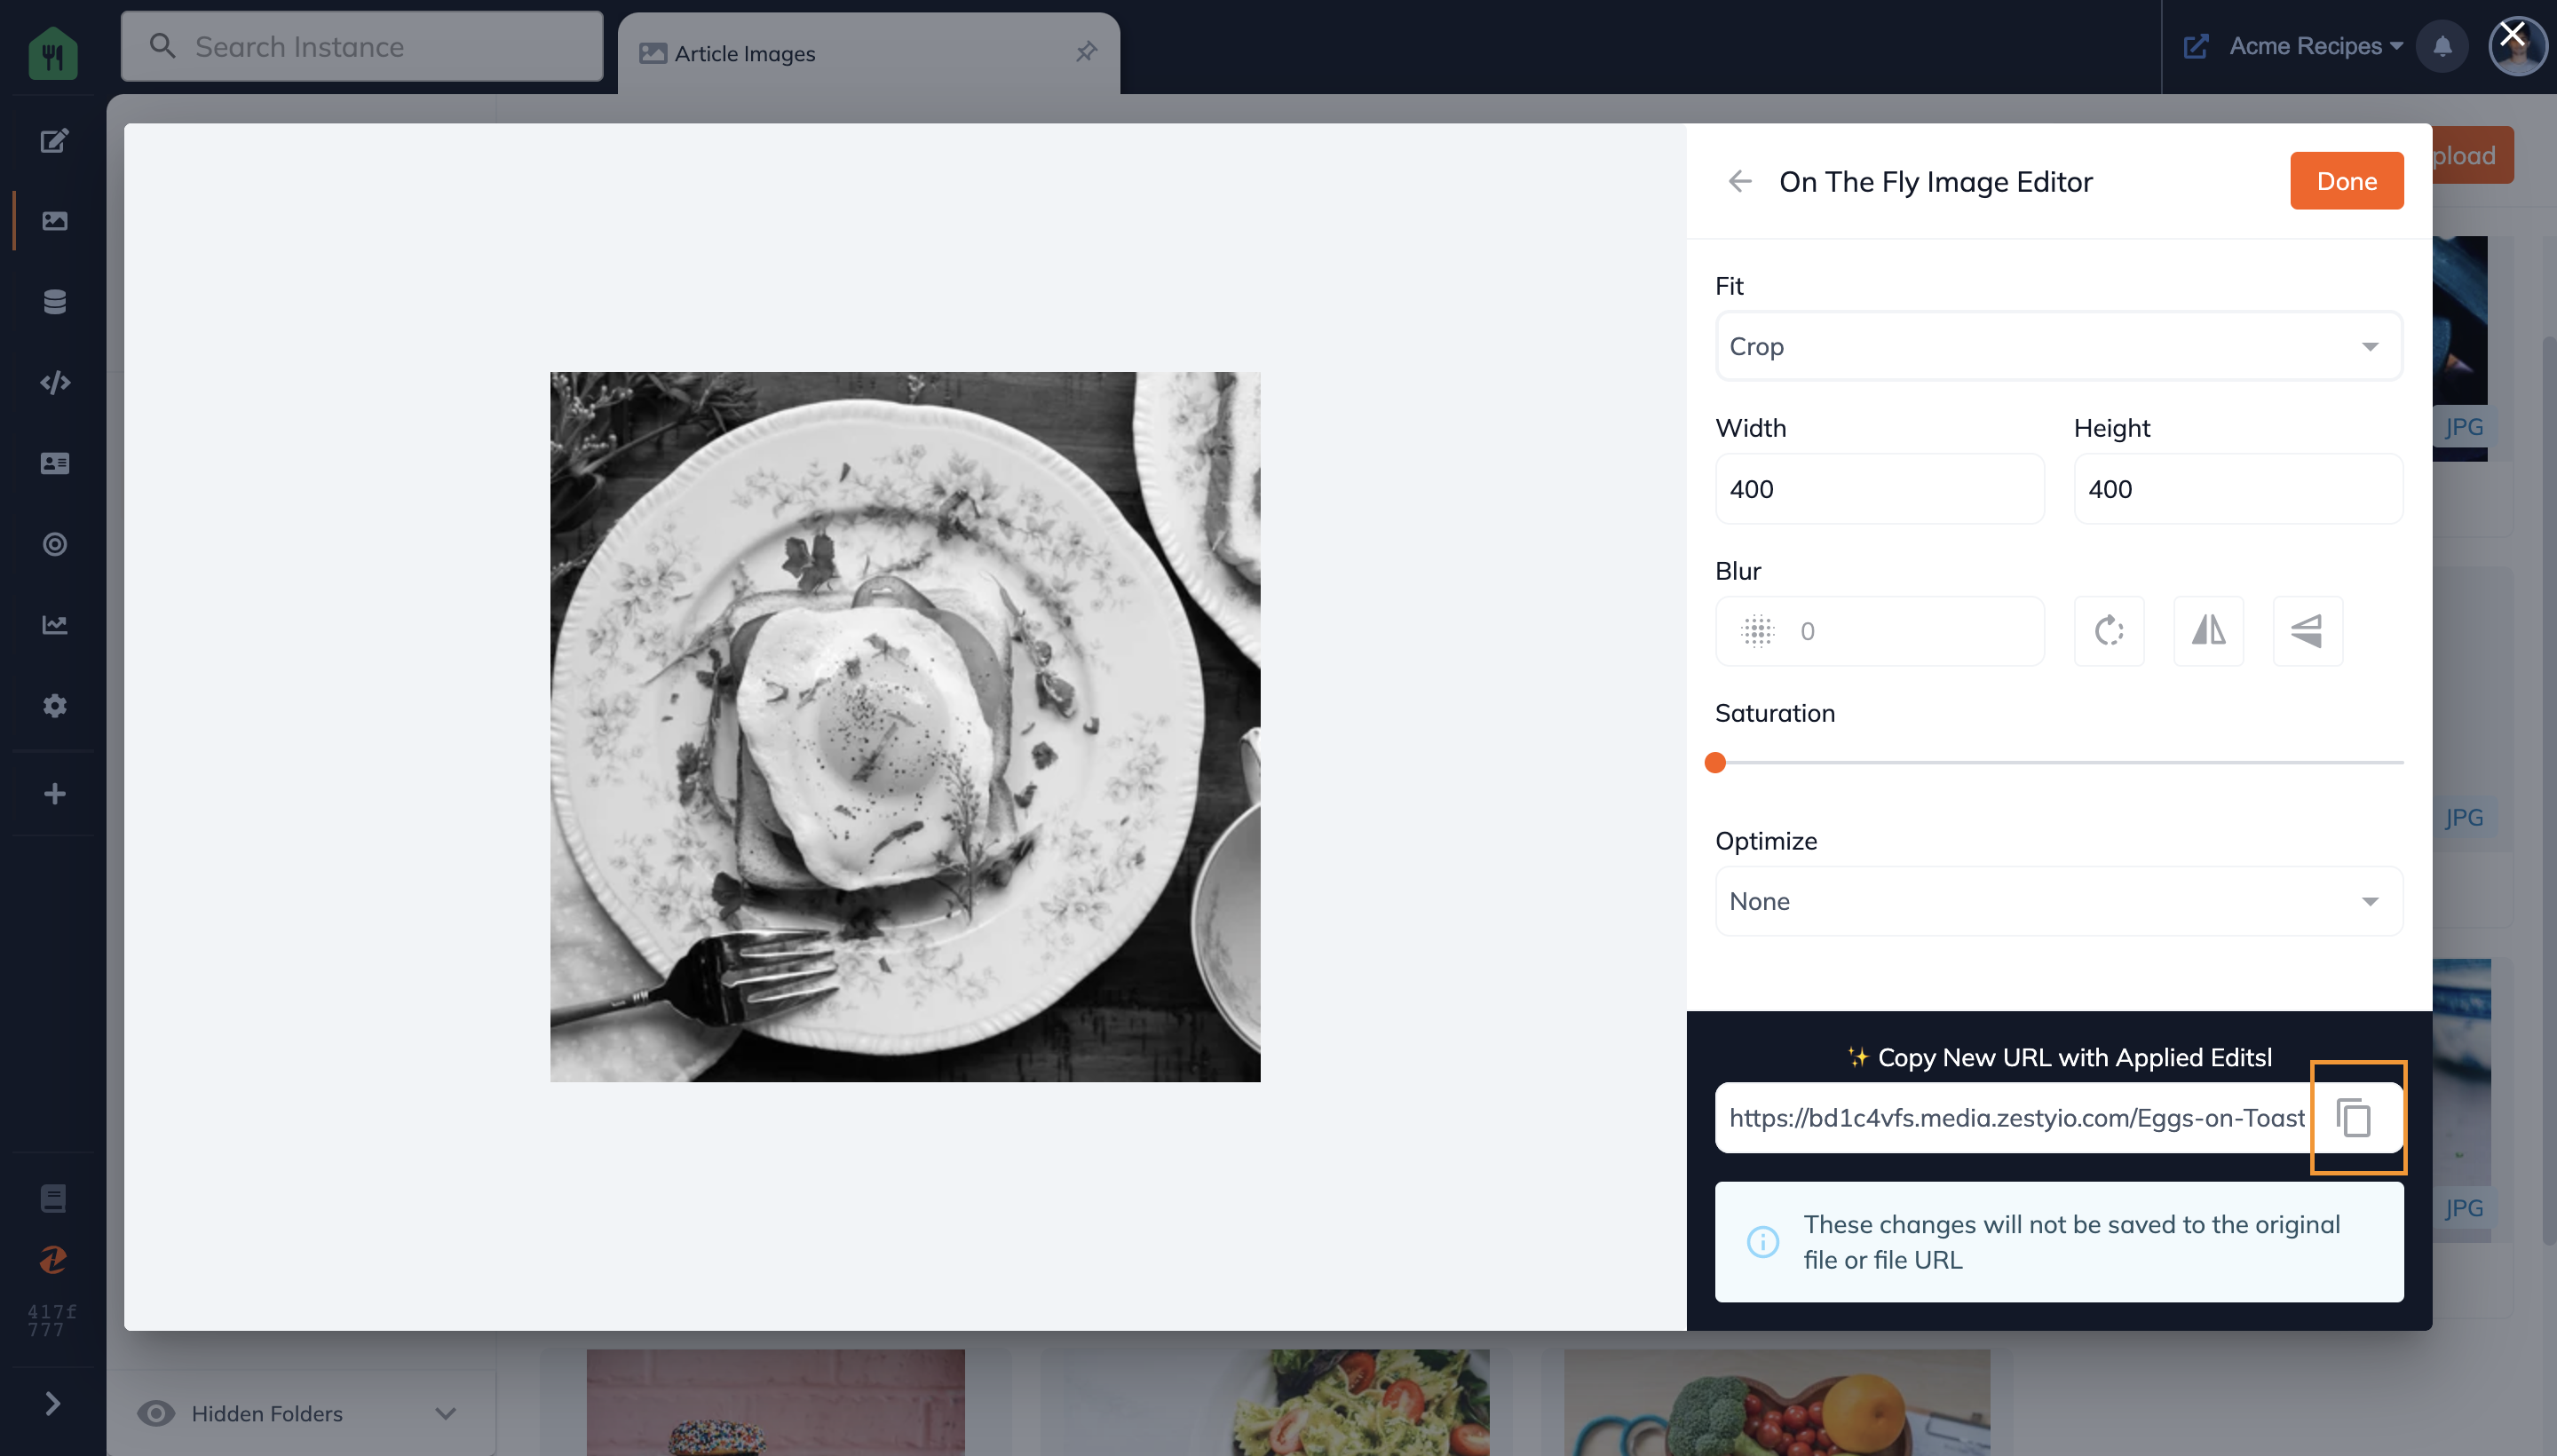 Search Instance
Article Images
Acme Recipes
pload
On The Fly Image Editor
Done
Fit
Crop
Width
Height
400
400
JPG
Blur
0
Saturation
JPG
Optimize
None
✨ Copy New URL with Applied Edits!
https://bd1c4vfs.media.zestyio.com/Eggs-on-Toast
JPG
These changes will not be saved to the original
file or file URL
417f
777
Hidden Folders